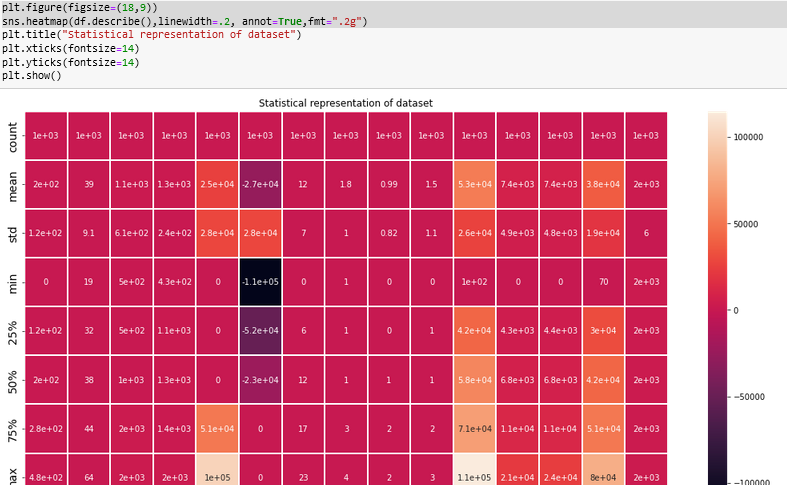 plt.figure(figsize=(18,9))
sns.heatmap(df.describe(),linewidth=.2, annot=True,fmt=".2g")
plt.title("Statistical representation of dataset")
plt.xticks(fontsize=14)
plt.yticks(fontsize=14)
plt.show()
Statistical representation of dataset
count 1e+03 1e+03 1e+03 1e+03 1e+03 1e+03 1e+03 1e+03 1e+03 1e+03 1e+03 1e+03 1e+03 1e+03 1e+03
mean 2e+02 39 1.1e+03 1.3e+03 2.5e+04 -2.7e+04 12 1.8 0.99 1.5 5.3e+04 7.4e+03 7.4e+03 3.8e+04 2e+03
std 1.2e+02 9.1 6.1e+02 2.4e+02 2.8e+04 2.8e+04 7 1 0.82 1.1 2.6e+04 4.9e+03 4.8e+03 1.9e+04 6
min 0 19 5e+02 4.3e+02 0 -1.1e+05 0 1 0 0 1e+02 0 0 70 2e+03
25% 1.2e+02 32 5e+02 1.1e+03 0 -5.2e+04 6 1 0 1 4.2e+04 4.3e+03 4.4e+03 3e+04 2e+03
50% 2e+02 38 1e+03 1.3e+03 0 -2.3e+04 12 1 1 1 5.8e+04 6.8e+03 6.8e+03 4.2e+04 2e+03
75% 2.8e+02 44 2e+03 1.4e+03 5.1e+04 0 17 3 2 2 7.1e+04 1.1e+04 1.1e+04 5.1e+04 2e+03
ax 4.8e+02 64 2e+03 2e+03 1e+05 0 23 4 2 3 1.1e+05 2.1e+04 2.4e+04 8e+04 2e+03
100000
50000
0
−50000
−100000